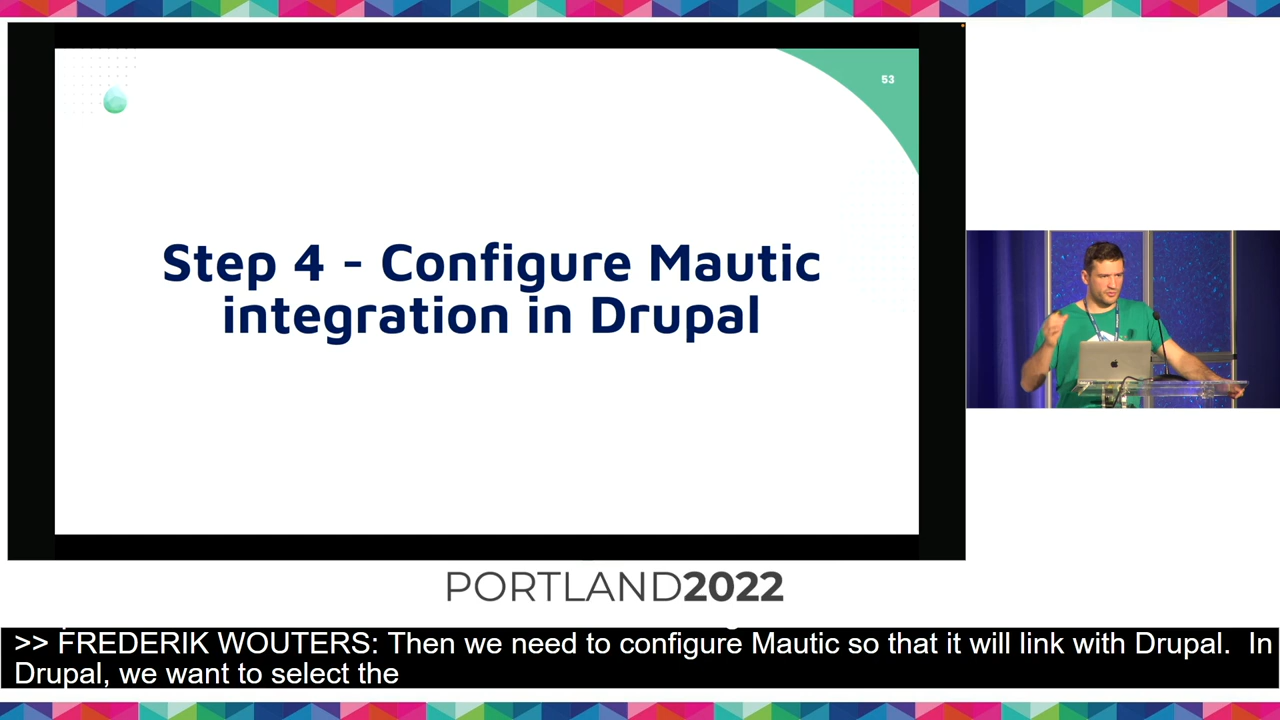 53
Step 4 - Configure Mautic
integration in Drupal
PORTLAND2022
>> FREDERIK WOUTERS: Then we need to configure Mautic so that it will link with Drupal.  In
Drupal, we want to select the